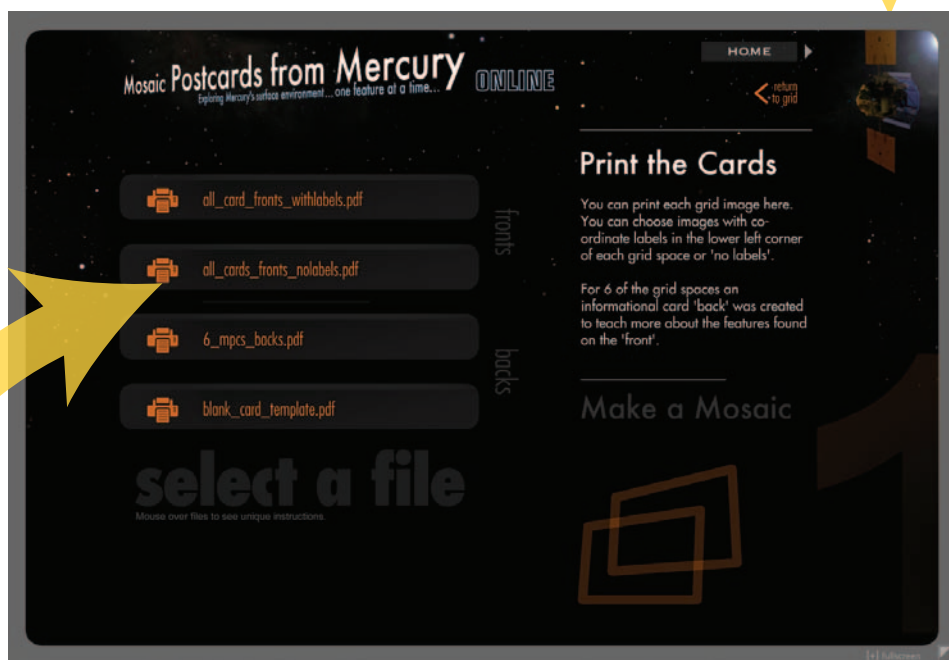 Mosaic Postcards from Mercury ONLINE
Exploring Mercury's surface environment... one feature at a time...
HOME
return
to grid
Print the Cards
You can print each grid image here.
You can choose images with co-
ordinate labels in the lower left corner
of each grid space or 'no labels'.
For 6 of the grid spaces an
informational card 'back' was created
to teach more about the features found
on the 'front'.
all_card_fronts_withlabels.pdf
all_cards_fronts_nolabels.pdf
fronts
6_mpcs_backs.pdf
blank_card_template.pdf
backs
select a file
Mouse over files to see unique instructions.
Make a Mosaic
1
[+] fullscreen